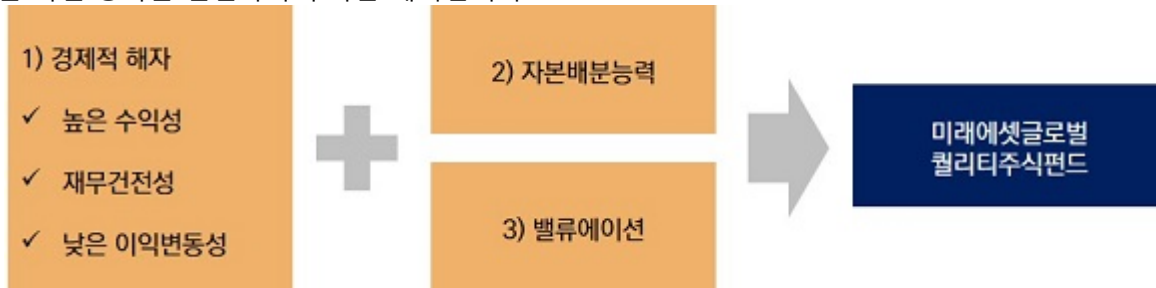 1) 경제적 해자
✓ 높은 수익성
✓ 재무건전성
✓ 낮은 이익변동성
2) 자본배분능력
3) 밸류에이션
미래에셋글로벌
퀄리티주식펀드